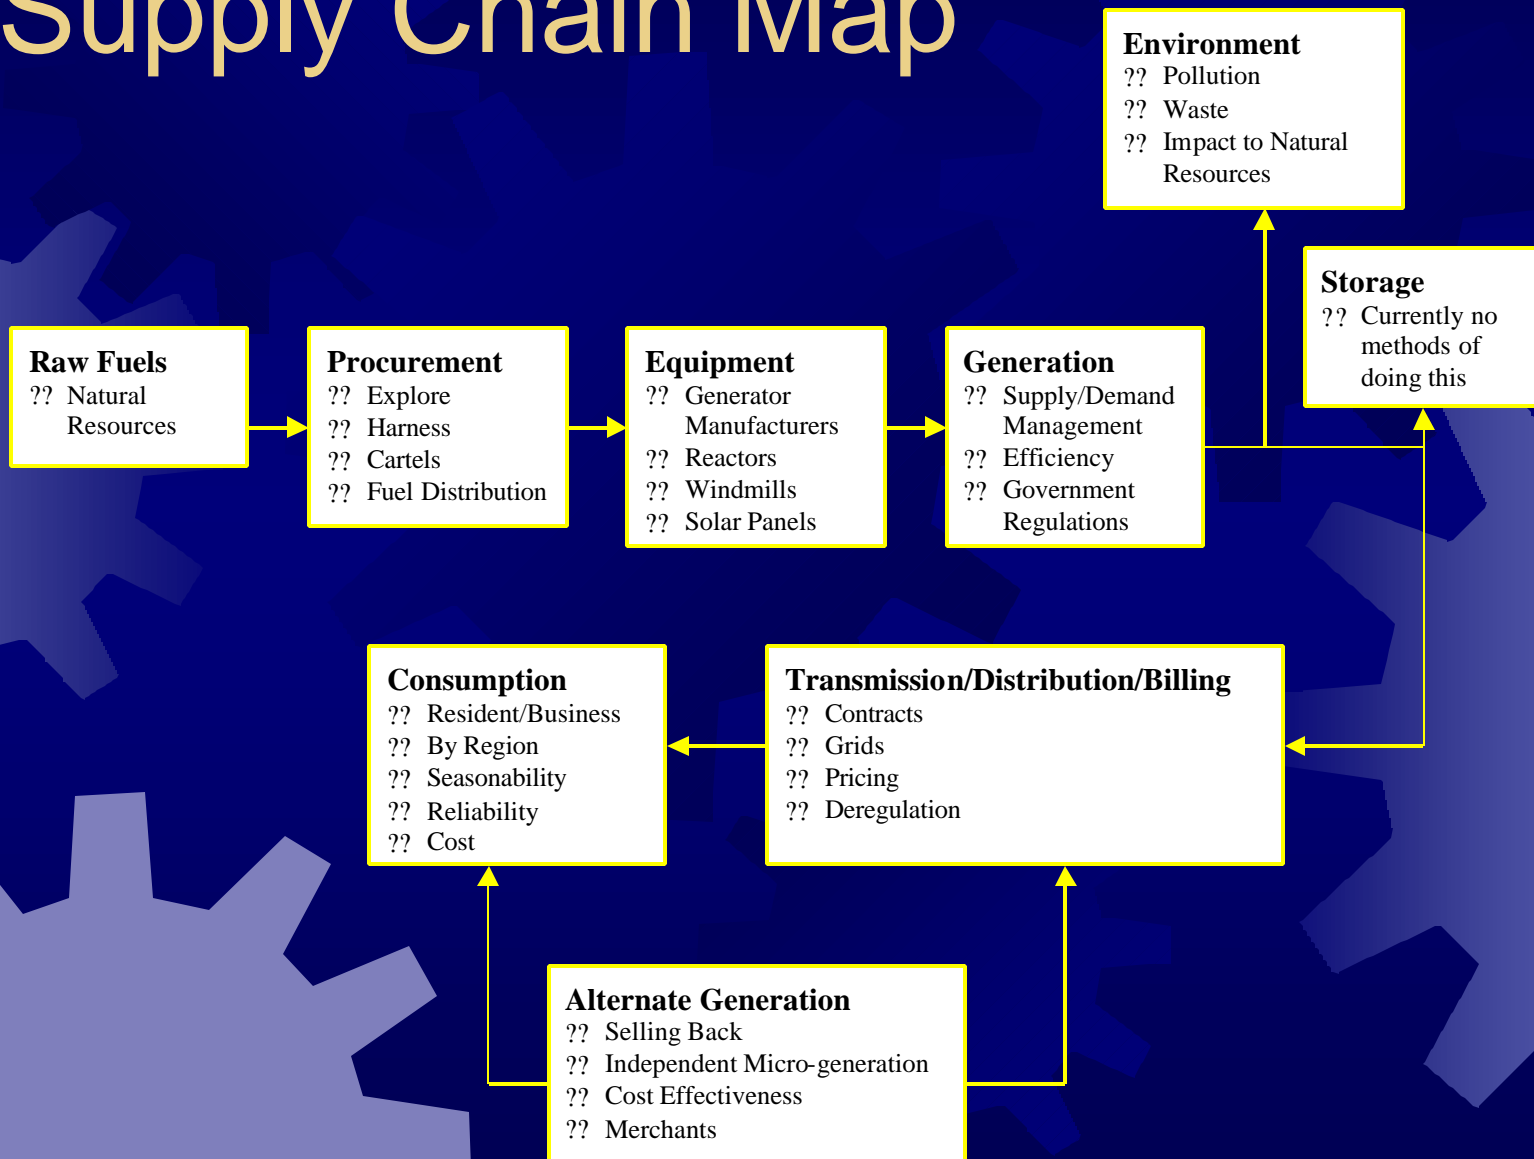 Supply Chain Map
Environment
?? Pollution
?? Waste
?? Impact to Natural
Resources
Storage
?? Currently no
methods of
doing this
Raw Fuels
?? Natural
Resources
Procurement
?? Explore
?? Harness
?? Cartels
?? Fuel Distribution
Equipment
?? Generator
Manufacturers
?? Reactors
?? Windmills
?? Solar Panels
Generation
?? Supply/Demand
Management
?? Efficiency
?? Government
Regulations
Consumption
?? Resident/Business
?? By Region
?? Seasonability
?? Reliability
?? Cost
Transmission/Distribution/Billing
?? Contracts
?? Grids
?? Pricing
?? Deregulation
Alternate Generation
?? Selling Back
?? Independent Micro-generation
?? Cost Effectiveness
?? Merchants